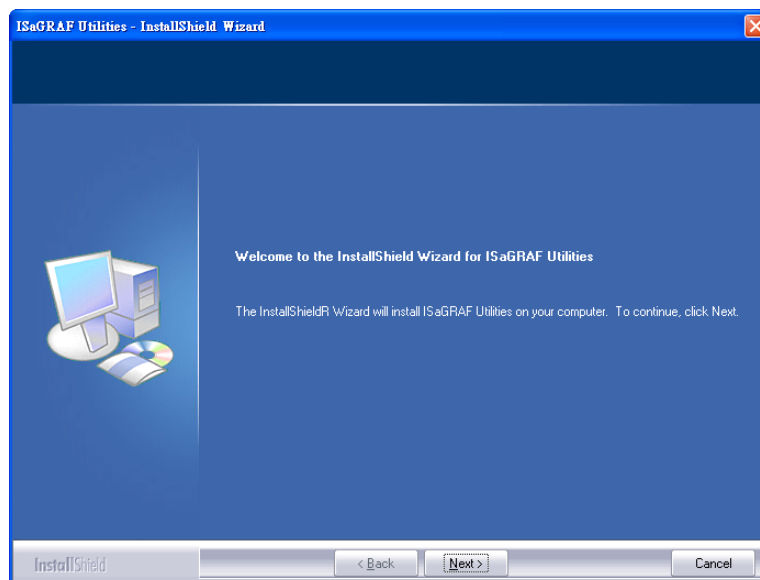 ISaGRAF Utilities - InstallShield Wizard
Welcome to the InstallShield Wizard for ISaGRAF Utilities
The InstallShieldR Wizard will install ISaGRAF Utilities on your computer. To continue, click Next.
InstallShield
< Back
Next >
Cancel